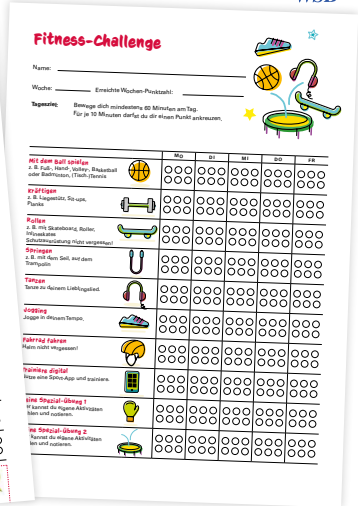 Fitness-Challenge
Name:
Woche: Erreichte Wochen-Punktzahl:
Tagesziel: Bewege dich mindestens 60 Minuten am Tag.
Für je 10 Minuten darfst du dir einen Punkt ankreuzen.
MO DI MI DO FR
Mit dem Ball spielen
z. B. Fuß-, Hand-, Volley-, Basketball
oder Badminton, (Tisch-)Tennis
Kräftigen
z. B. Liegestütz, Sit-ups,
Planks
Rollen
z. B. mit Skateboard, Roller,
Inlineskates
Schutzausrüstung nicht vergessen!
Springen
z. B. mit dem Seil, auf dem
Trampolin
Tanzen
Tanze zu deinem Lieblingslied.
Jogging
Jogge in deinem Tempo.
Fahrrad fahren
Helm nicht vergessen!
Trainiere digital
Nutze eine Sport-App und trainiere.
eine Spezial-Übung 1
er kannst du eigene Aktivitäten
hlen und notieren.
ine Spezial-Übung 2
kannst du eigene Aktivitäten
len und notieren.